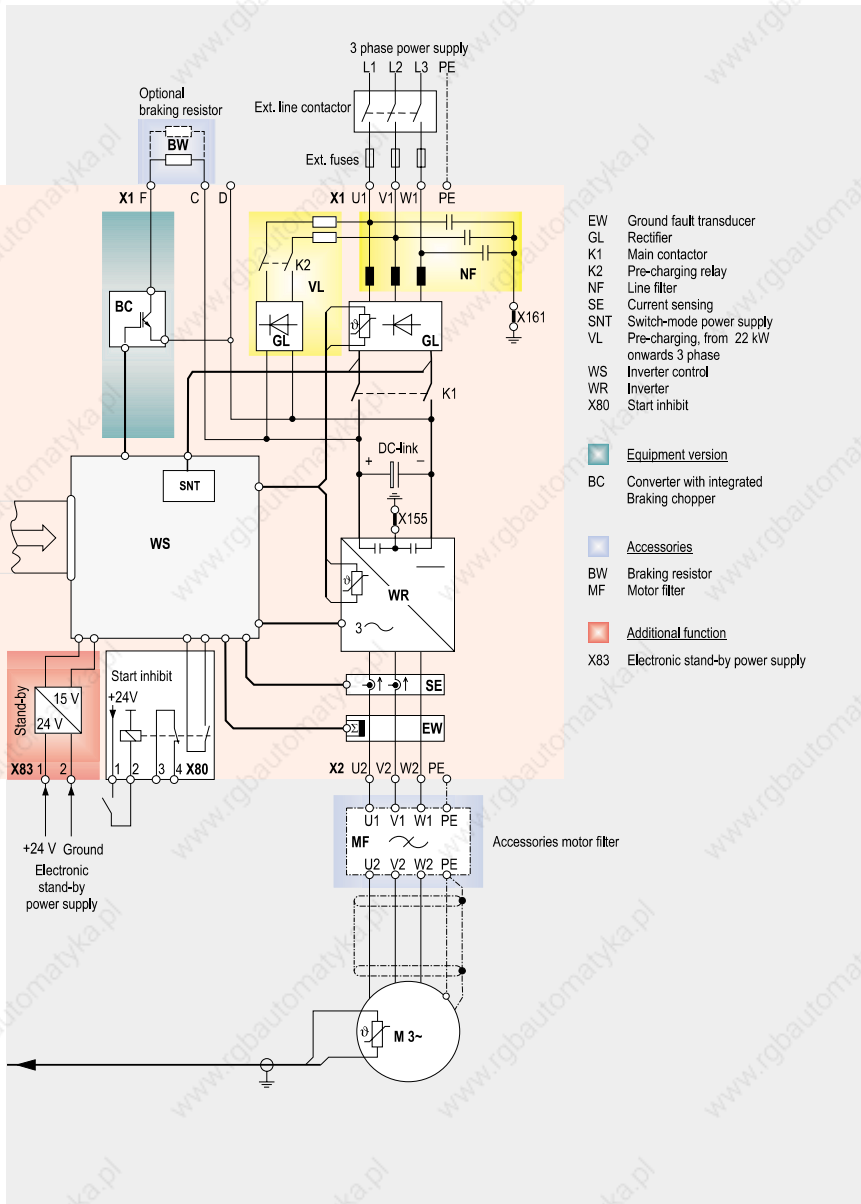 3 phase power supply
L1 L2 L3 PE
Optional
braking resistor
BW
Ext. line contactor
Ext. fuses
X1 F C D X1 U1 V1 W1 PE
K2
VL
NF
BC
GL
GL
X161
K1
DC-link
+ −
SNT
X155
WS
ϑ
ϑ
WR
3
Start inhibit
+24V
Stand-by
15 V
24 V
SE
Σ
EW
X83 1 2
1 2 3 4 X80
X2 U2 V2 W2 PE
+24 V Ground
Electronic
stand-by
power supply
U1 V1 W1 PE
MF
U2 V2 W2 PE
Accessories motor filter
ϑ
M 3~
EW Ground fault transducer
GL Rectifier
K1 Main contactor
K2 Pre-charging relay
NF Line filter
SE Current sensing
SNT Switch-mode power supply
VL Pre-charging, from 22 kW
onwards 3 phase
WS Inverter control
WR Inverter
X80 Start inhibit
Equipment version
BC Converter with integrated
Braking chopper
Accessories
BW Braking resistor
MF Motor filter
Additional function
X83 Electronic stand-by power supply
www.rgbautomatyka.pl